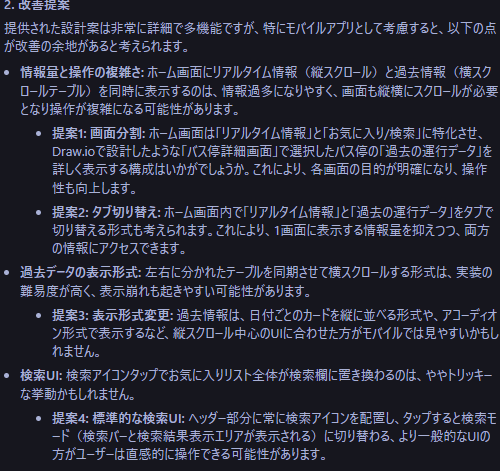 2. 改善提案
提供された設計案は非常に詳細で多機能ですが、特にモバイルアプリとして考慮すると、以下の点
が改善の余地があると考えられます。
• 情報量と操作の複雑さ: ホーム画面にリアルタイム情報（縦スクロール）と過去情報（横スク
ロールテーブル）を同時に表示するのは、情報過多になりやすく、画面も縦横にスクロールが必要
となり操作が複雑になる可能性があります。
• 提案1: 画面分割: ホーム画面は「リアルタイム情報」と「お気に入り/検索」に特化させ、
Draw.ioで設計したような「バス停詳細画面」で選択したバス停の「過去の運行データ」を
詳しく表示する構成はいかがでしょうか。これにより、各画面の目的が明確になり、操作
性も向上します。
• 提案2: タブ切り替え: ホーム画面内で「リアルタイム情報」と「過去の運行データ」をタブで
切り替える形式も考えられます。これにより、1画面に表示する情報量を抑えつつ、両方
の情報にアクセスできます。
• 過去データの表示形式: 左右に分かれたテーブルを同期させて横スクロールする形式は、実装の
難易度が高く、表示崩れも起きやすい可能性があります。
• 提案3: 表示形式変更: 過去情報は、日付ごとのカードを縦に並べる形式や、アコーディ
オン形式で表示するなど、縦スクロール中心のUIに合わせた方がモバイルでは見やすいかもし
れません。
• 検索UI: 検索アイコンタップでお気に入りリスト全体が検索欄に置き換わるのは、ややトリッキー
な挙動かもしれません。
• 提案4: 標準的な検索UI: ヘッダー部分に常に検索アイコンを配置し、タップすると検索モ
ード（検索バーと検索結果表示エリアが表示される）に切り替わる、より一般的なUIの
方がユーザーは直感的に操作できる可能性があります。